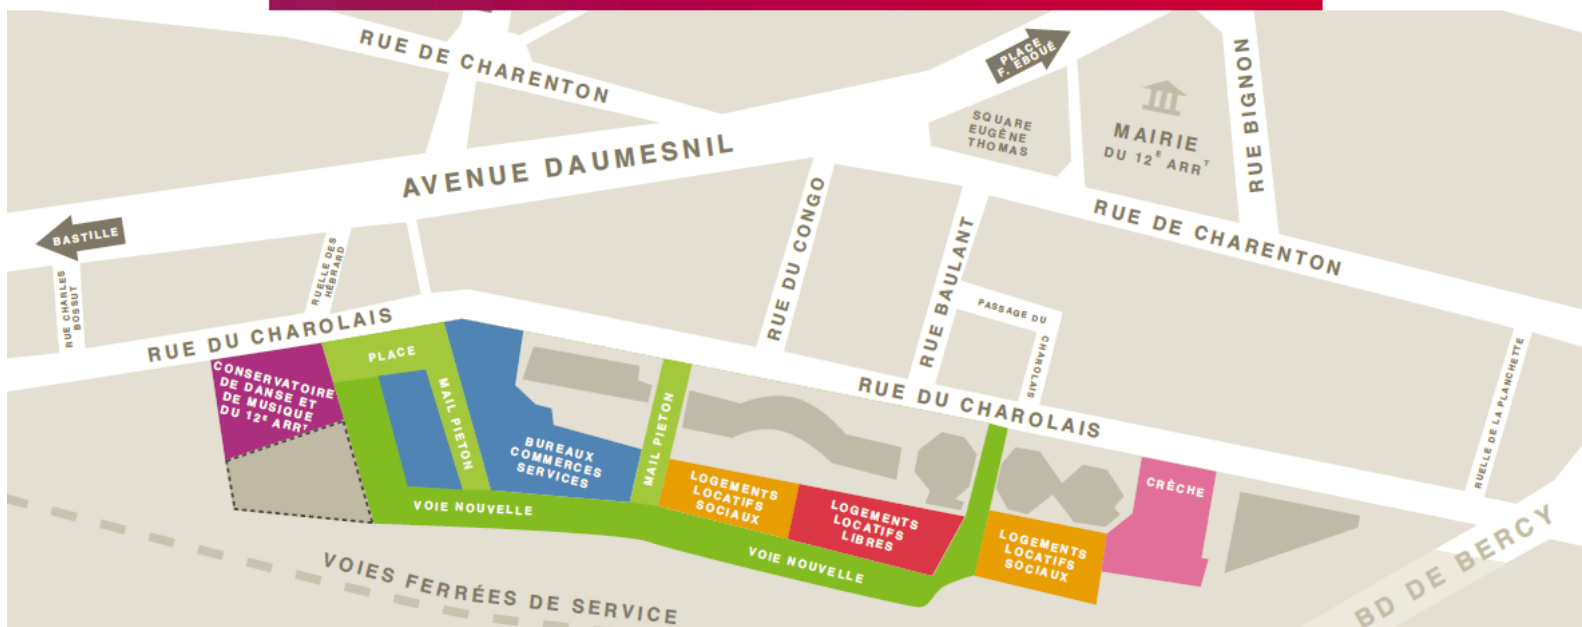 RUE DE CHARENTON
PLACE
F. ÉBOUÉ
RUE BIGNON
SQUARE
EUGÈNE
THOMAS
MAIRIE
DU 12E ARRT
AVENUE DAUMESNIL
BASTILLE
RUE CHARLES
BOSSUT
RUELLE DES
HÉBRARD
RUE DU CONGO
RUE BAULANT
RUE DE CHARENTON
PASSAGE DU
CHAROLAIS
RUE DU CHAROLAIS
PLACE
MAIL PIETON
CONSERVATOIRE
DE DANSE ET
DE MUSIQUE
DU 12E ARRT
BUREAUX
COMMERCES
SERVICES
MAIL PIETON
RUE DU CHAROLAIS
RUELLE DE LA PLANCHETTE
LOGEMENTS
LOCATIFS
SOCIAUX
LOGEMENTS
LOCATIFS
LIBRES
LOGEMENTS
LOCATIFS
SOCIAUX
CRÈCHE
VOIE NOUVELLE
VOIE NOUVELLE
VOIES FERRÉES DE SERVICE
BD DE BERCY